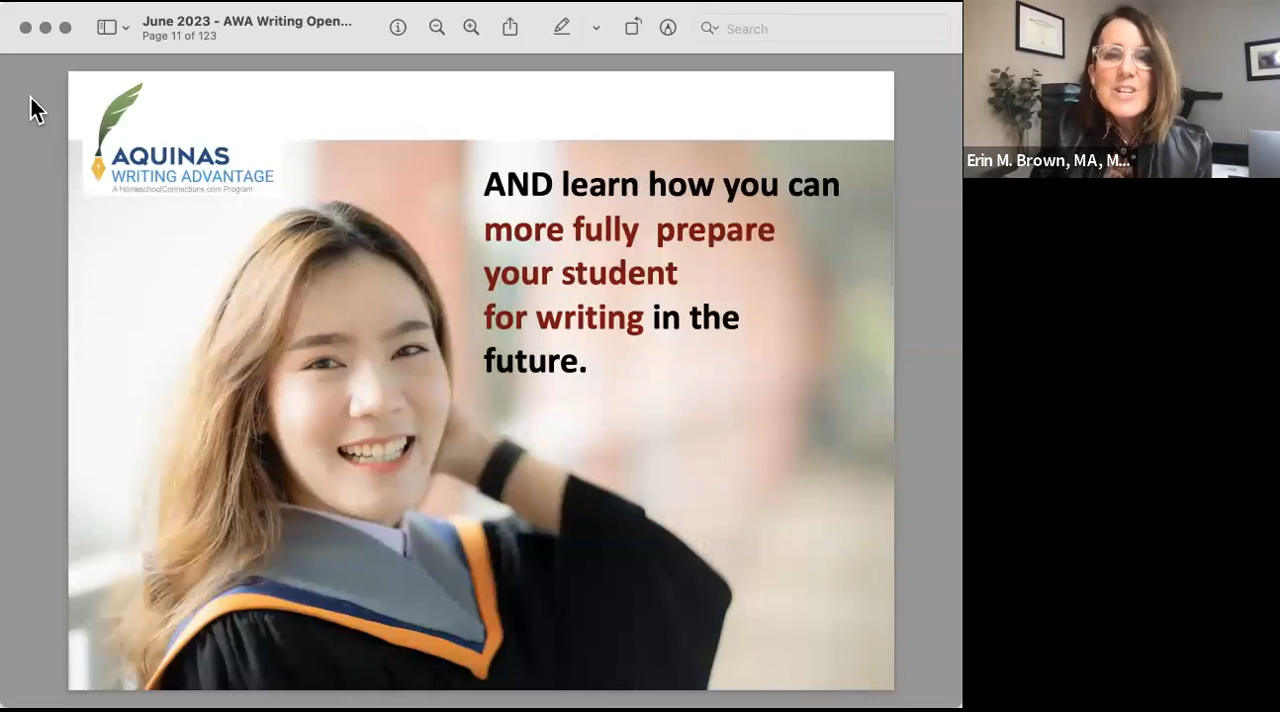 June 2023 - AWA Writing Open...
Page 11 of 123
Search
AQUINAS
WRITING ADVANTAGE
A HomeschoolConnections.com Program
AND learn how you can
more fully prepare
your student
for writing in the
future.
Erin M. Brown, MA, M...